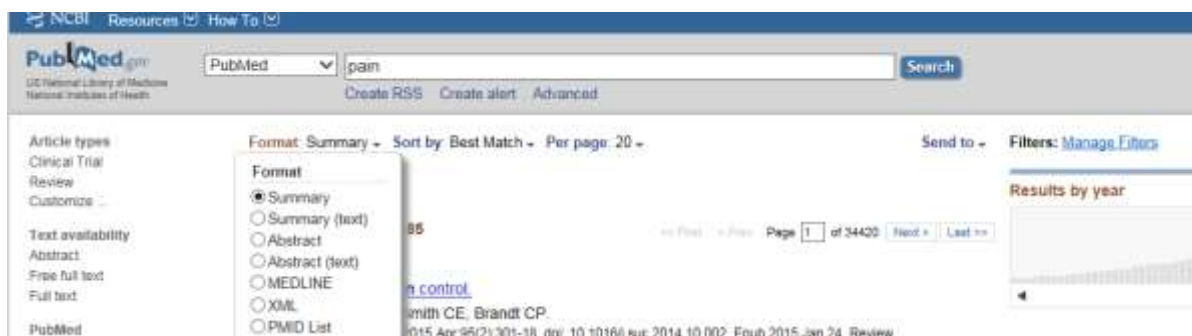 NCBI Resources How To
PubMed.gov
US National Library of Medicine
National Institutes of Health
PubMed
pain
Search
Create RSS Create alert Advanced
Article types
Clinical Trial
Review
Customize ...
Text availability
Abstract
Free full text
Full text
PubMed
Format: Summary Sort by: Best Match Per page: 20
Send to
Format
Summary
Summary (text)
Abstract
Abstract (text)
MEDLINE
XML
PMID List
85
<< First < Prev Page 1 of 34420 Next > Last >>
n control.
mith CE, Brandt CP.
2015 Apr;95(2):301-18. doi: 10.1016/j.suc.2014.10.002. Epub 2015 Jan 24. Review.
Filters: Manage Filters
Results by year